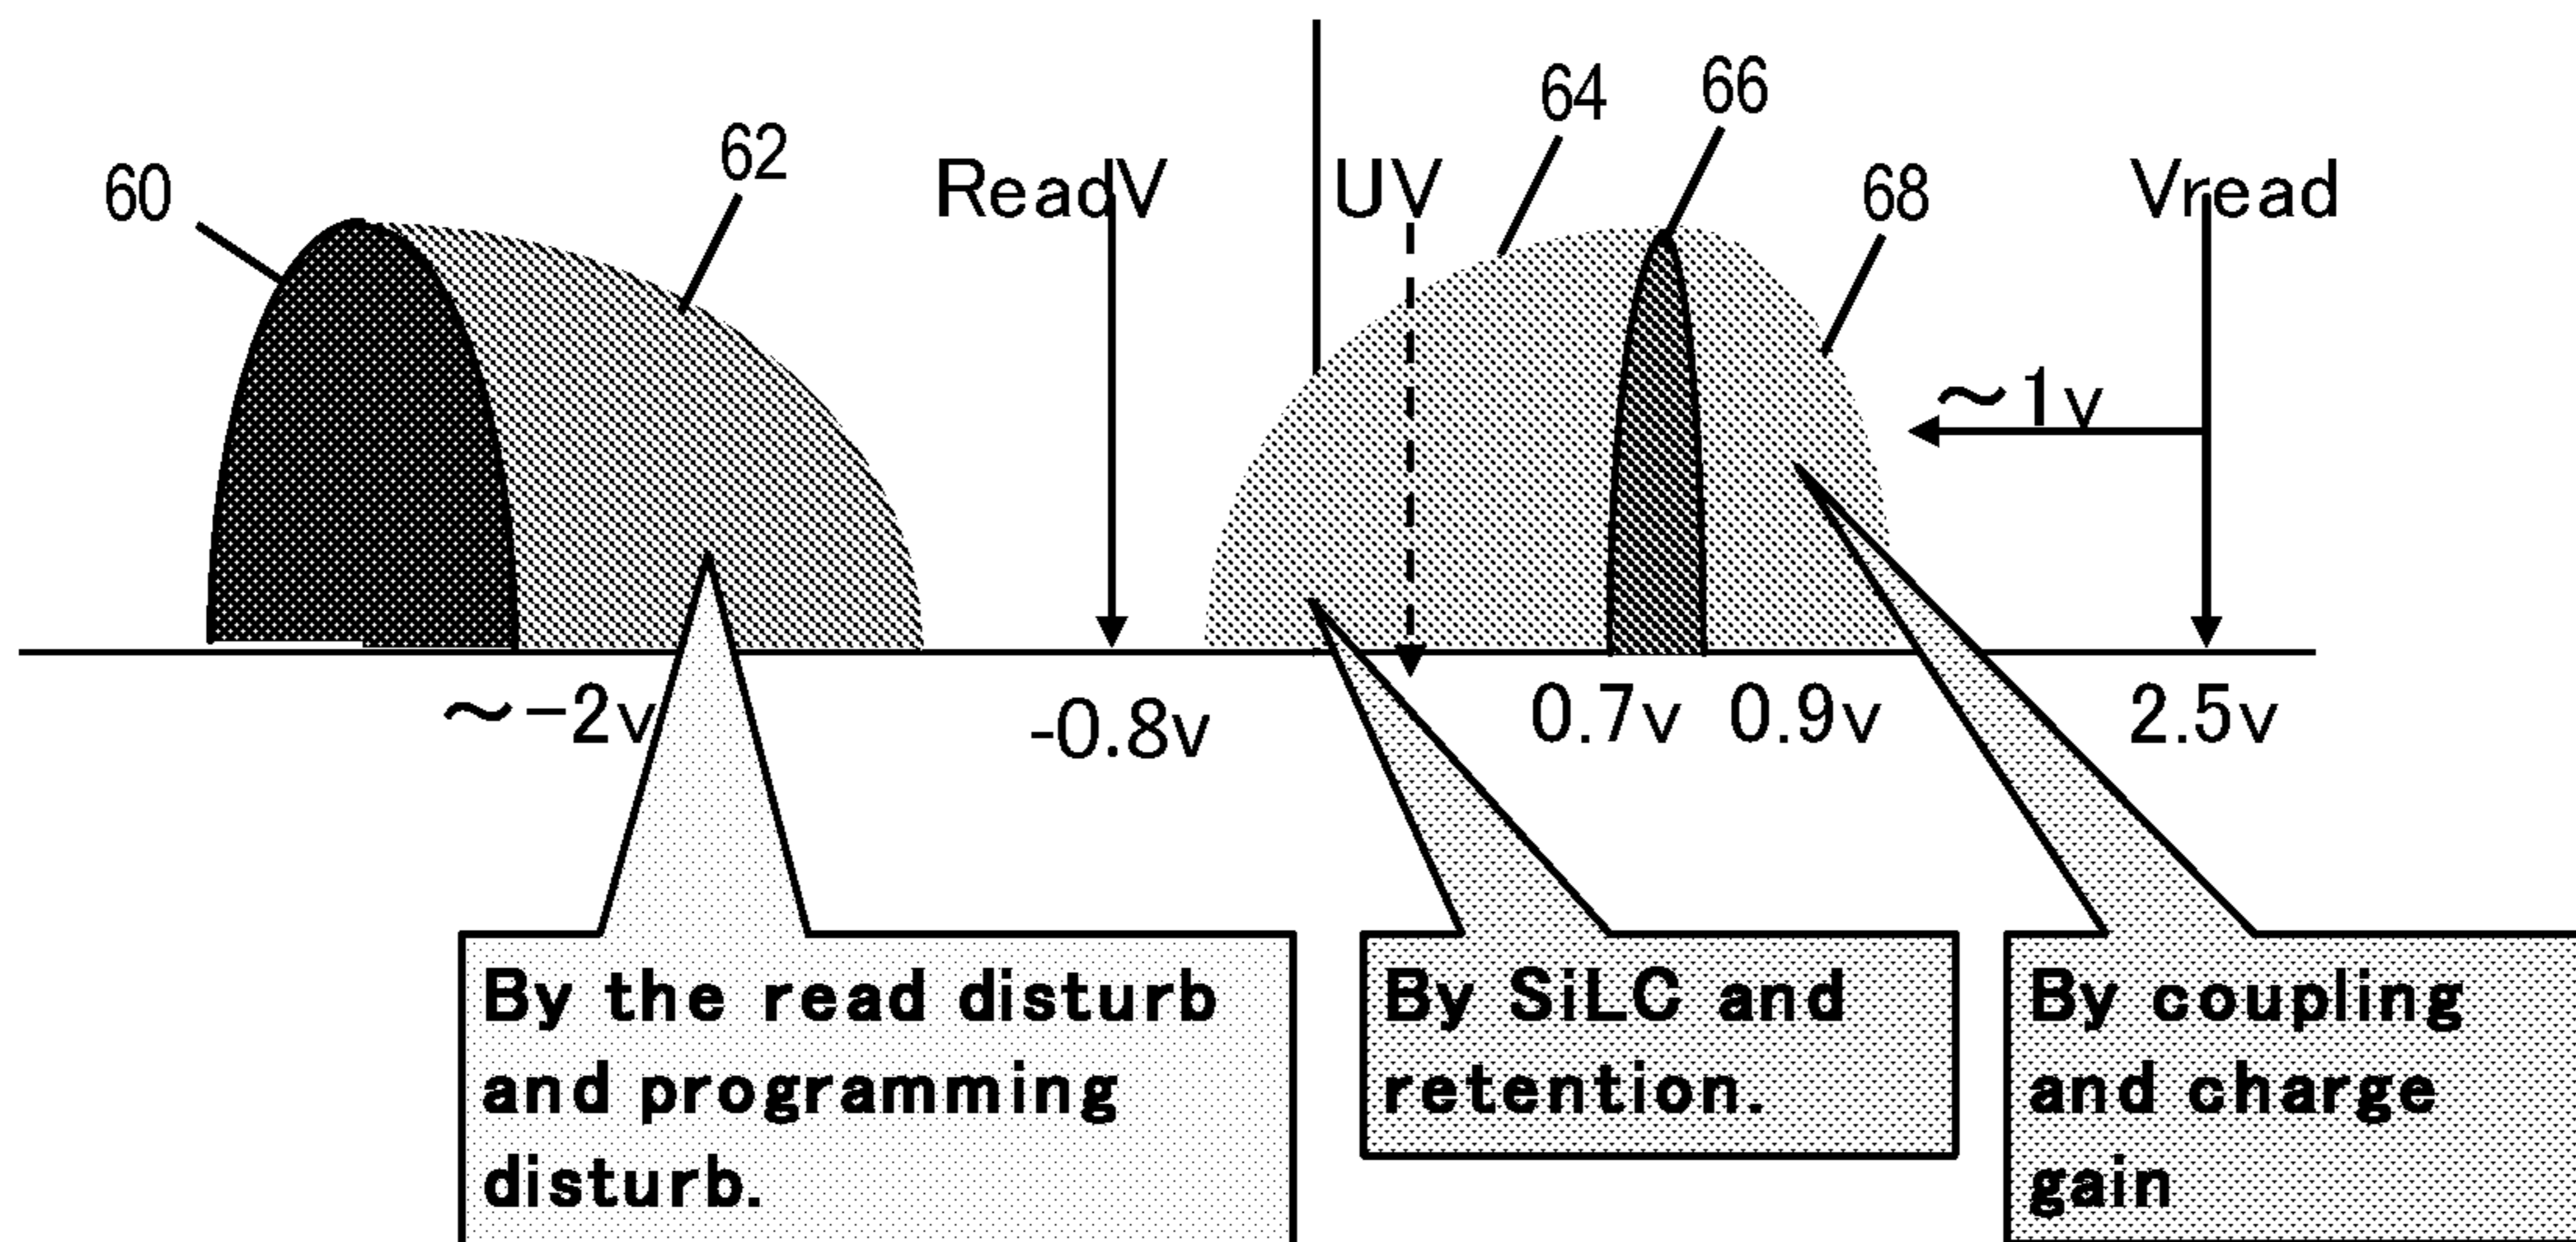 60
62
ReadV
UV
64
66
68
Vread
~1v
~-2v
-0.8v
0.7v
0.9v
2.5v
By the read disturb
and programming
disturb.
By SiLC and
retention.
By coupling
and charge
gain